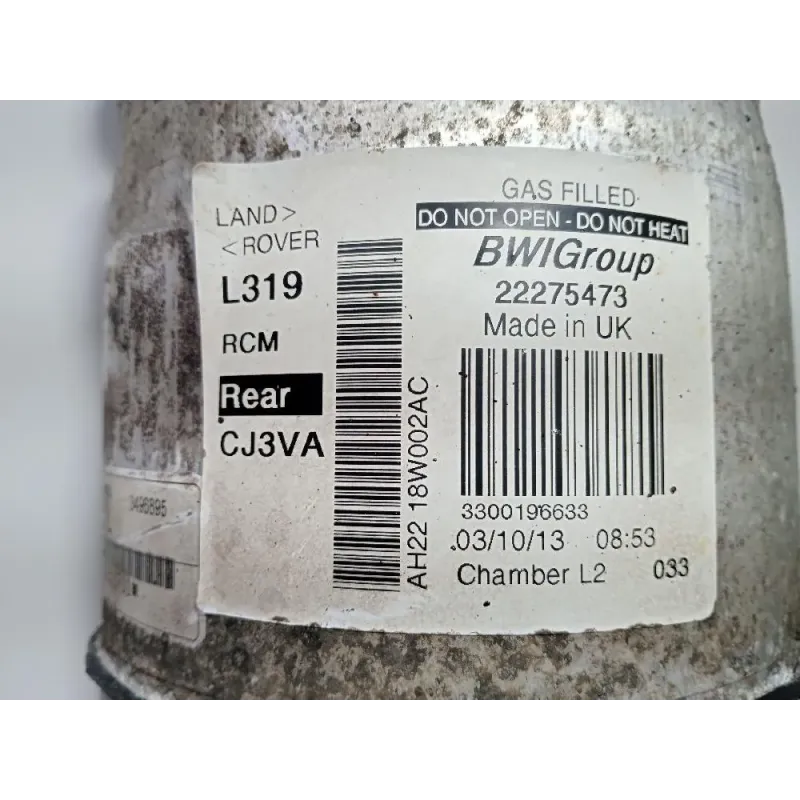 LAND>
<ROVER
L319
RCM
Rear
CJ3VA
AH22 18W002AC
GAS FILLED
DO NOT OPEN - DO NOT HEAT
BWIGroup
22275473
Made in UK
3300196633
03/10/13 08:53
Chamber L2 033
3496895